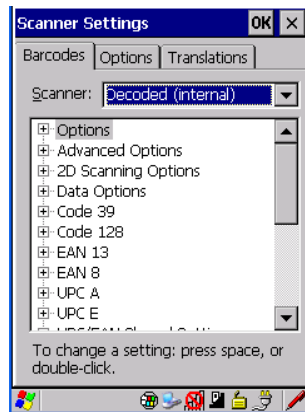 Scanner Settings OK
Barcodes Options Translations
Scanner: Decoded (internal)
Options
Advanced Options
2D Scanning Options
Data Options
Code 39
Code 128
EAN 13
EAN 8
UPC A
UPC E
To change a setting: press space, or
double-click.